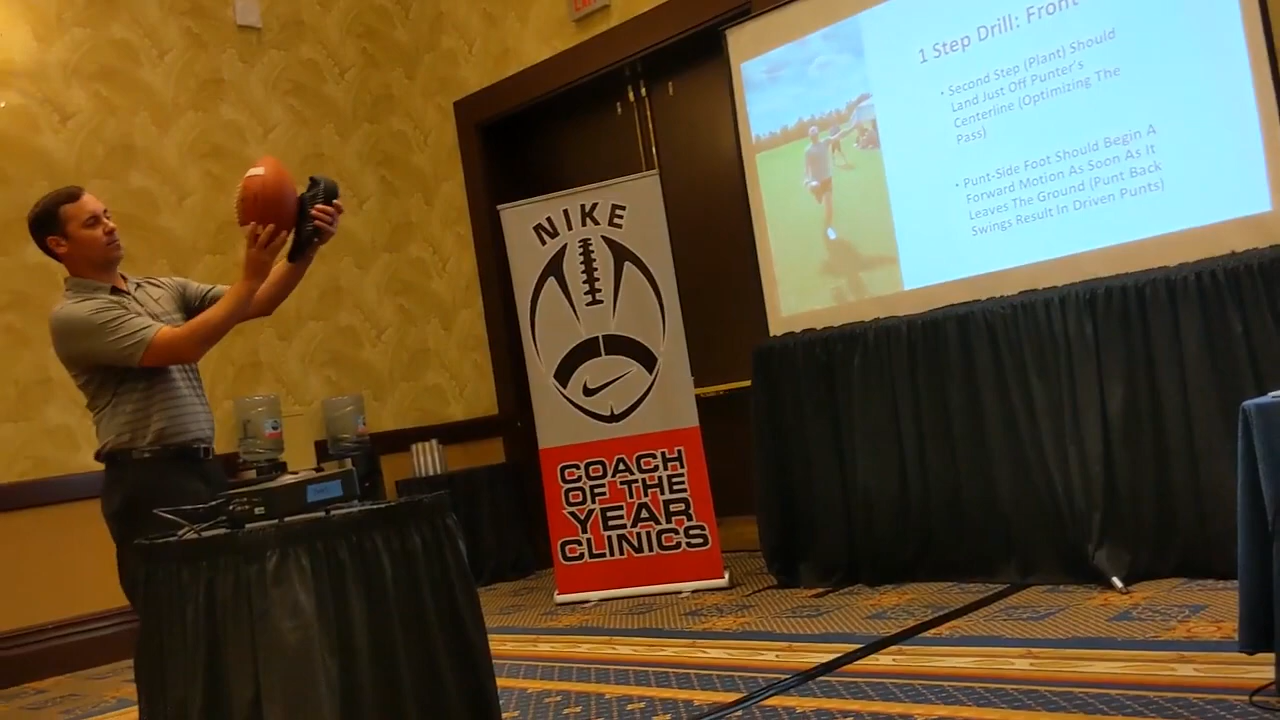 EXIT
1 Step Drill: Front
• Second Step (Plant) Should
Land Just Off Punter's
Centerline (Optimizing The
Pass)
• Punt-Side Foot Should Begin A
Forward Motion As Soon As It
Leaves The Ground (Punt Back
Swings Result In Driven Punts)
NIKE
COACH
OF THE
YEAR
CLINICS